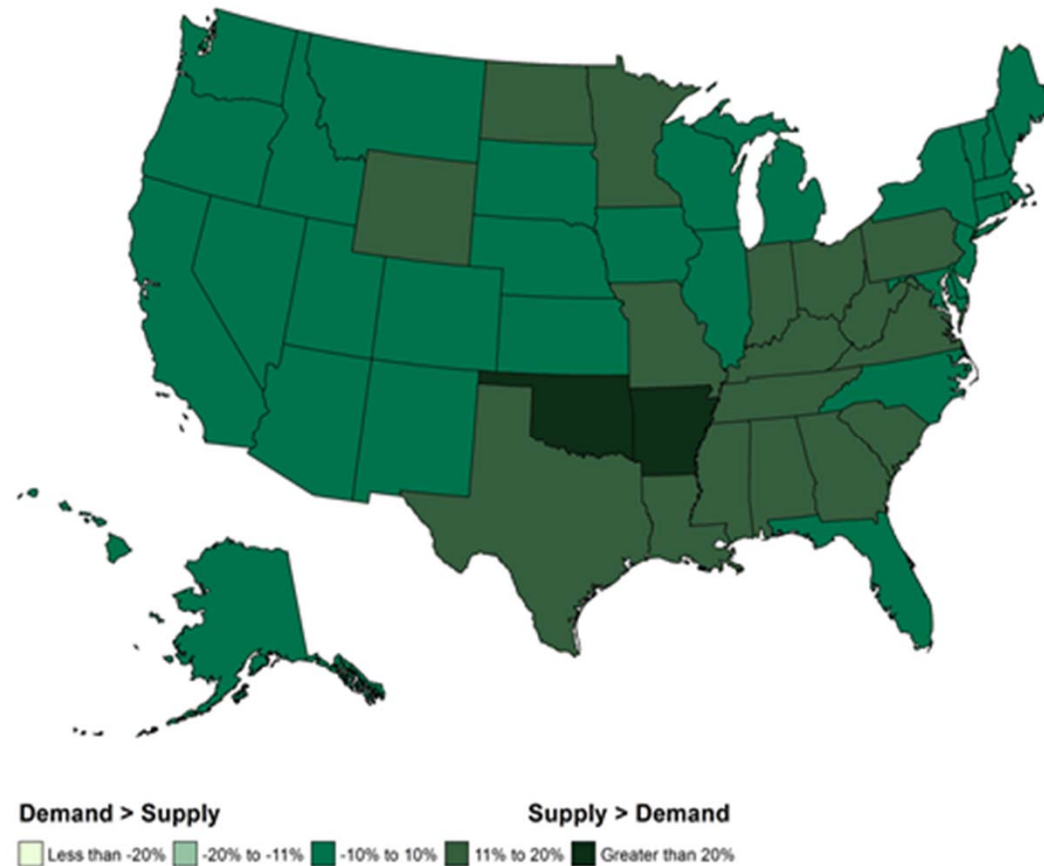 Demand > Supply Supply > Demand
Less than -20% -20% to -11% -10% to 10% 11% to 20% Greater than 20%